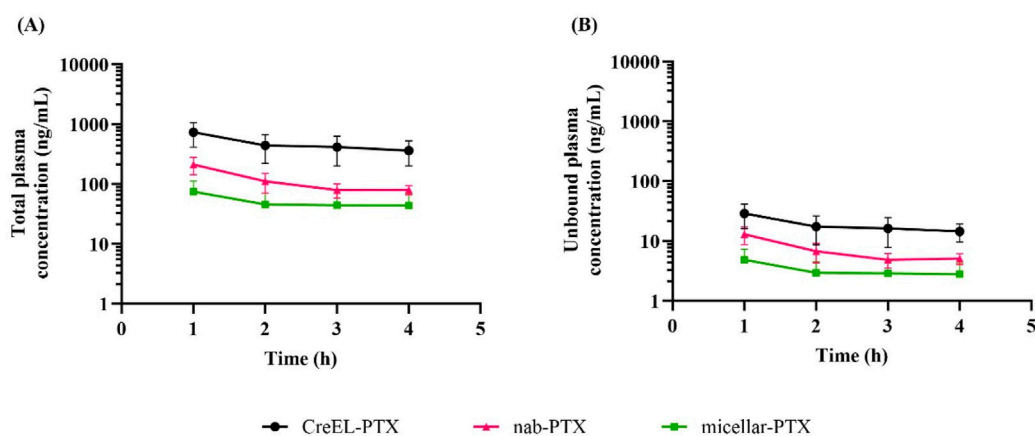 (A)
Total plasma
concentration (ng/mL)
10000
1000
100
10
1
0
1
2
3
4
5
Time (h)
(B)
Unbound plasma
concentration (ng/mL)
10000
1000
100
10
1
0
1
2
3
4
5
Time (h)
CreEL-PTX
nab-PTX
micellar-PTX